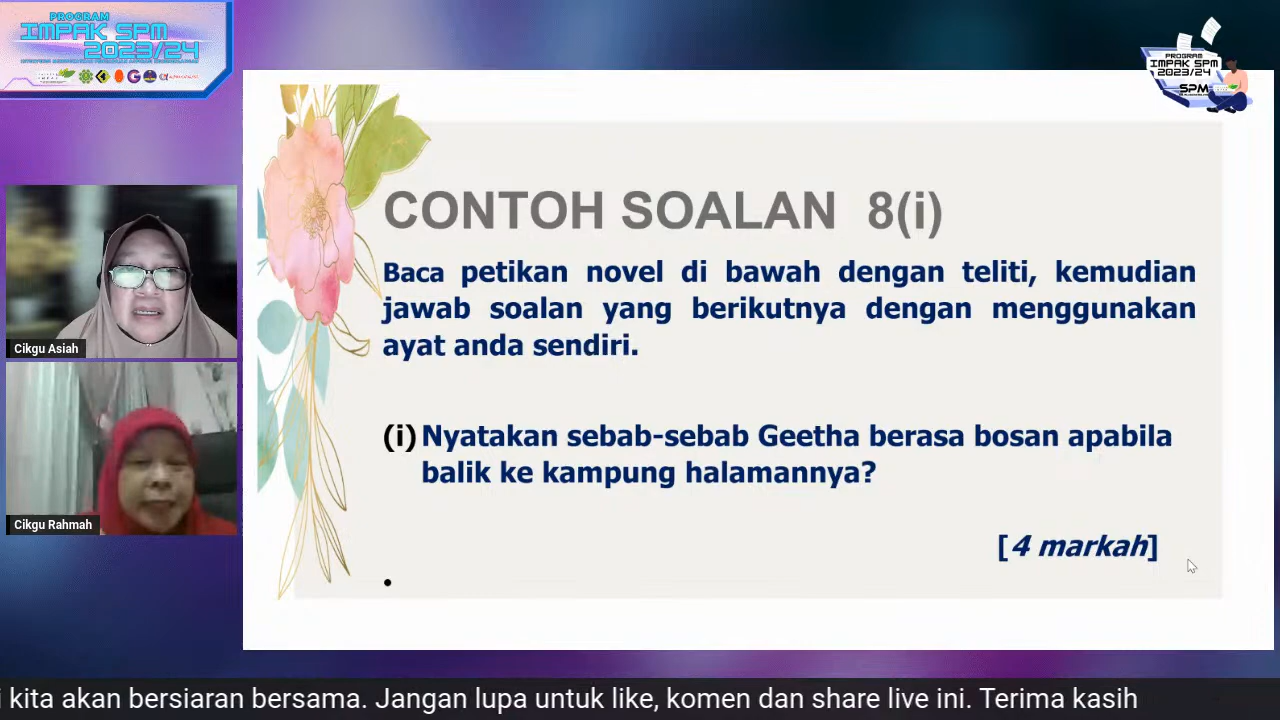 PROGRAM
IMPAK SPM
2023/24
PROGRAM
IMPAK SPM
2023/24
SPM
CONTOH SOALAN 8(i)
Baca petikan novel di bawah dengan teliti, kemudian
jawab soalan yang berikutnya dengan menggunakan
ayat anda sendiri.
(i) Nyatakan sebab-sebab Geetha berasa bosan apabila
balik ke kampung halamannya?
[4 markah]
Cikgu Asiah
Cikgu Rahmah
kita akan bersiaran bersama. Jangan lupa untuk like, komen dan share live ini. Terima kasih